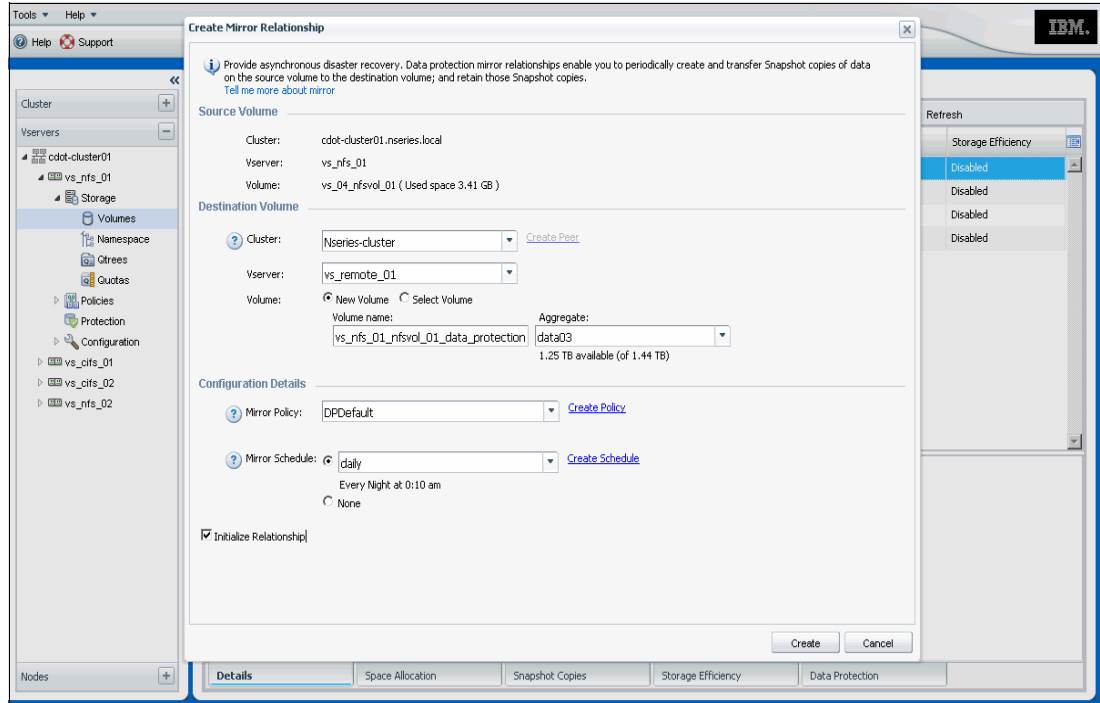 Tools Help
Help Support
IBM.
«
Cluster +
Vservers −
cdot-cluster01
vs_nfs_01
Storage
Volumes
Namespace
Qtrees
Quotas
Policies
Protection
Configuration
vs_cifs_01
vs_cifs_02
vs_nfs_02
Nodes +
Create Mirror Relationship
Provide asynchronous disaster recovery. Data protection mirror relationships enable you to periodically create and transfer Snapshot copies of data
on the source volume to the destination volume; and retain those Snapshot copies.
Tell me more about mirror
Source Volume
Cluster: cdot-cluster01.nseries.local
Vserver: vs_nfs_01
Volume: vs_04_nfsvol_01 ( Used space 3.41 GB )
Destination Volume
? Cluster: Nseries-cluster Create Peer
Vserver: vs_remote_01
Volume: New Volume Select Volume
Volume name: Aggregate:
vs_nfs_01_nfsvol_01_data_protection data03
1.25 TB available (of 1.44 TB)
Configuration Details
? Mirror Policy: DPDefault Create Policy
? Mirror Schedule: daily Create Schedule
Every Night at 0:10 am
None
Initialize Relationship
Create Cancel
Refresh
Storage Efficiency
Disabled
Disabled
Disabled
Disabled
Details Space Allocation Snapshot Copies Storage Efficiency Data Protection